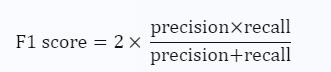 F1 score = 2 × precision×recall / precision+recall